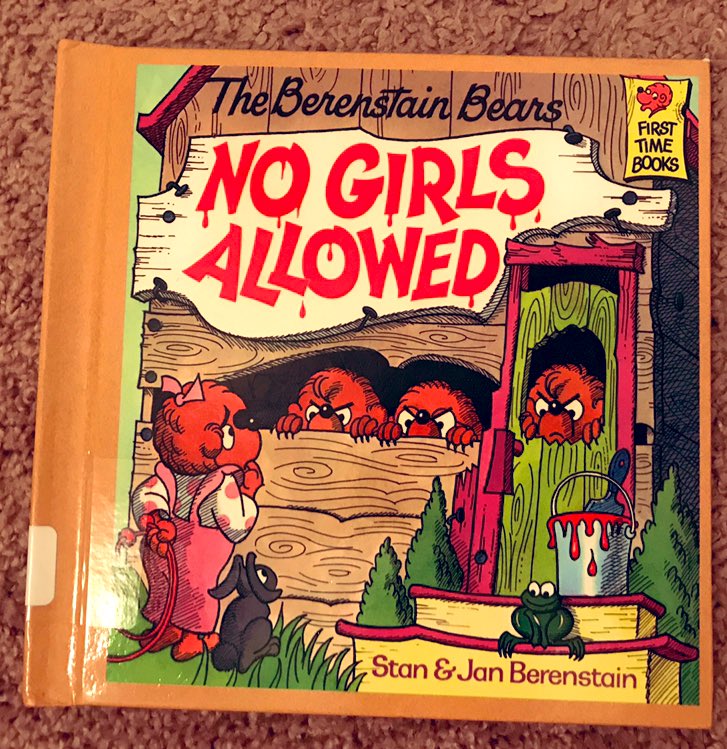 The Berenstain Bears
FIRST
TIME
BOOKS
NO GIRLS
ALLOWED
Stan & Jan Berenstain